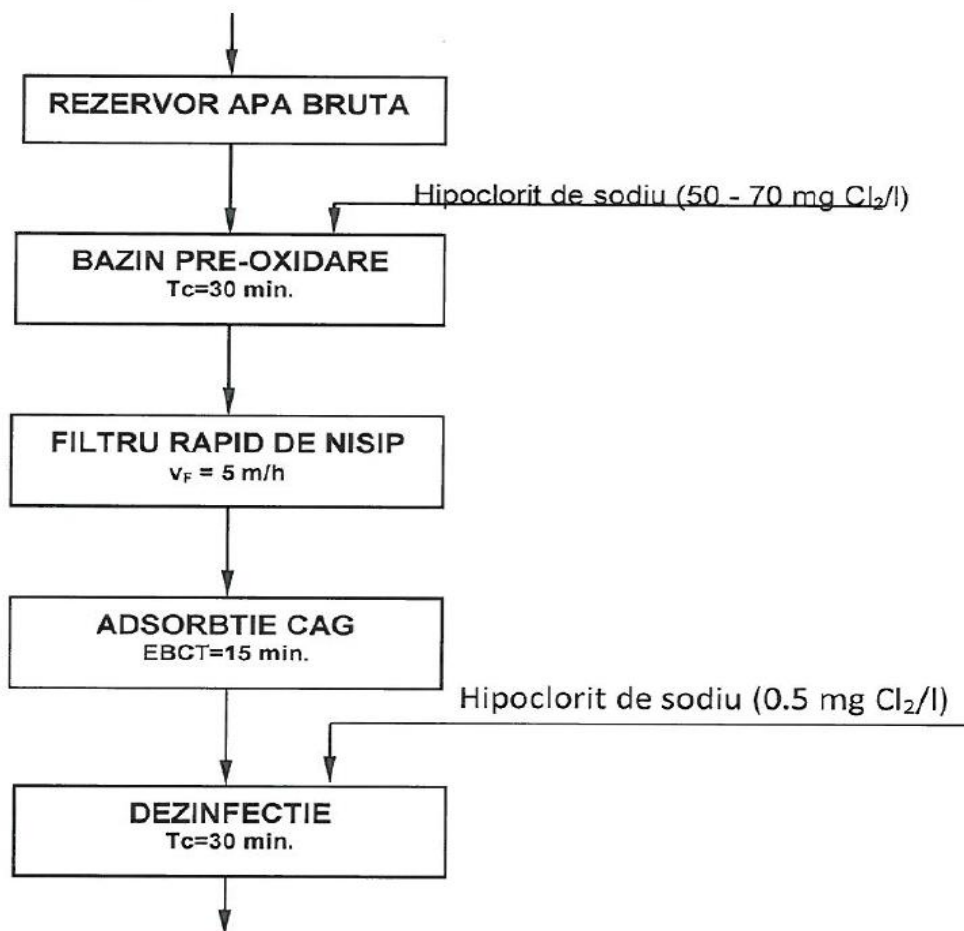 REZERVOR APA BRUTA
Hipoclorit de sodiu (50 - 70 mg Cl₂/l)
BAZIN PRE-OXIDARE
Tc=30 min.
FILTRU RAPID DE NISIP
v_F = 5 m/h
ADSORBTIE CAG
EBCT=15 min.
Hipoclorit de sodiu (0.5 mg Cl₂/l)
DEZINFECTIE
Tc=30 min.